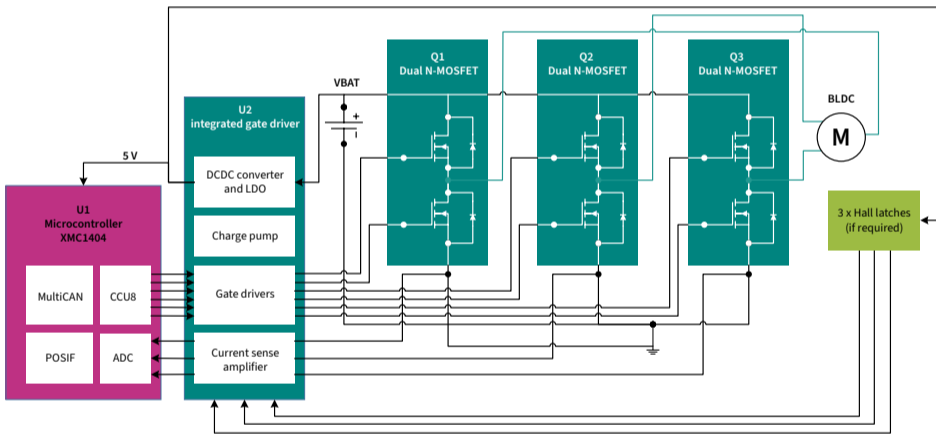 Q1
Dual N-MOSFET
Q2
Dual N-MOSFET
Q3
Dual N-MOSFET
VBAT
+
–
BLDC
M
U2
integrated gate driver
5 V
DCDC converter
and LDO
U1
Microcontroller
XMC1404
3 x Hall latches
(if required)
Charge pump
MultiCAN
CCU8
Gate drivers
POSIF
ADC
Current sense
amplifier